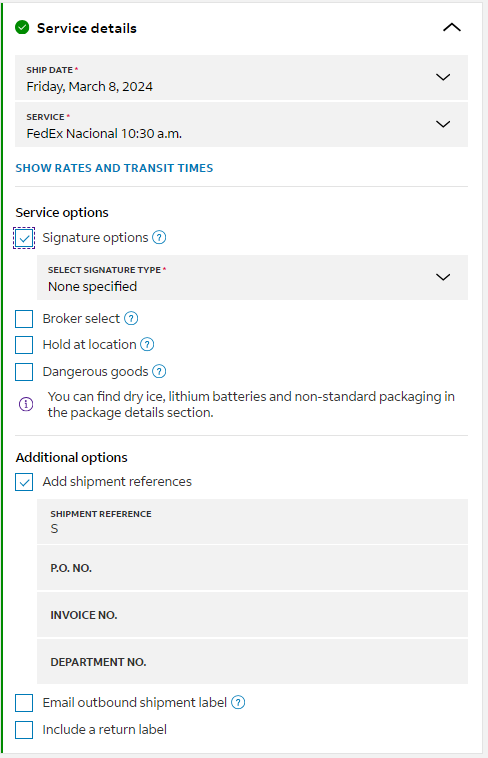 Service details
SHIP DATE *
Friday, March 8, 2024
SERVICE *
FedEx Nacional 10:30 a.m.
SHOW RATES AND TRANSIT TIMES
Service options
Signature options ?
SELECT SIGNATURE TYPE *
None specified
Broker select ?
Hold at location ?
Dangerous goods ?
You can find dry ice, lithium batteries and non-standard packaging in
the package details section.
Additional options
Add shipment references
SHIPMENT REFERENCE
S
P.O. NO.
INVOICE NO.
DEPARTMENT NO.
Email outbound shipment label ?
Include a return label